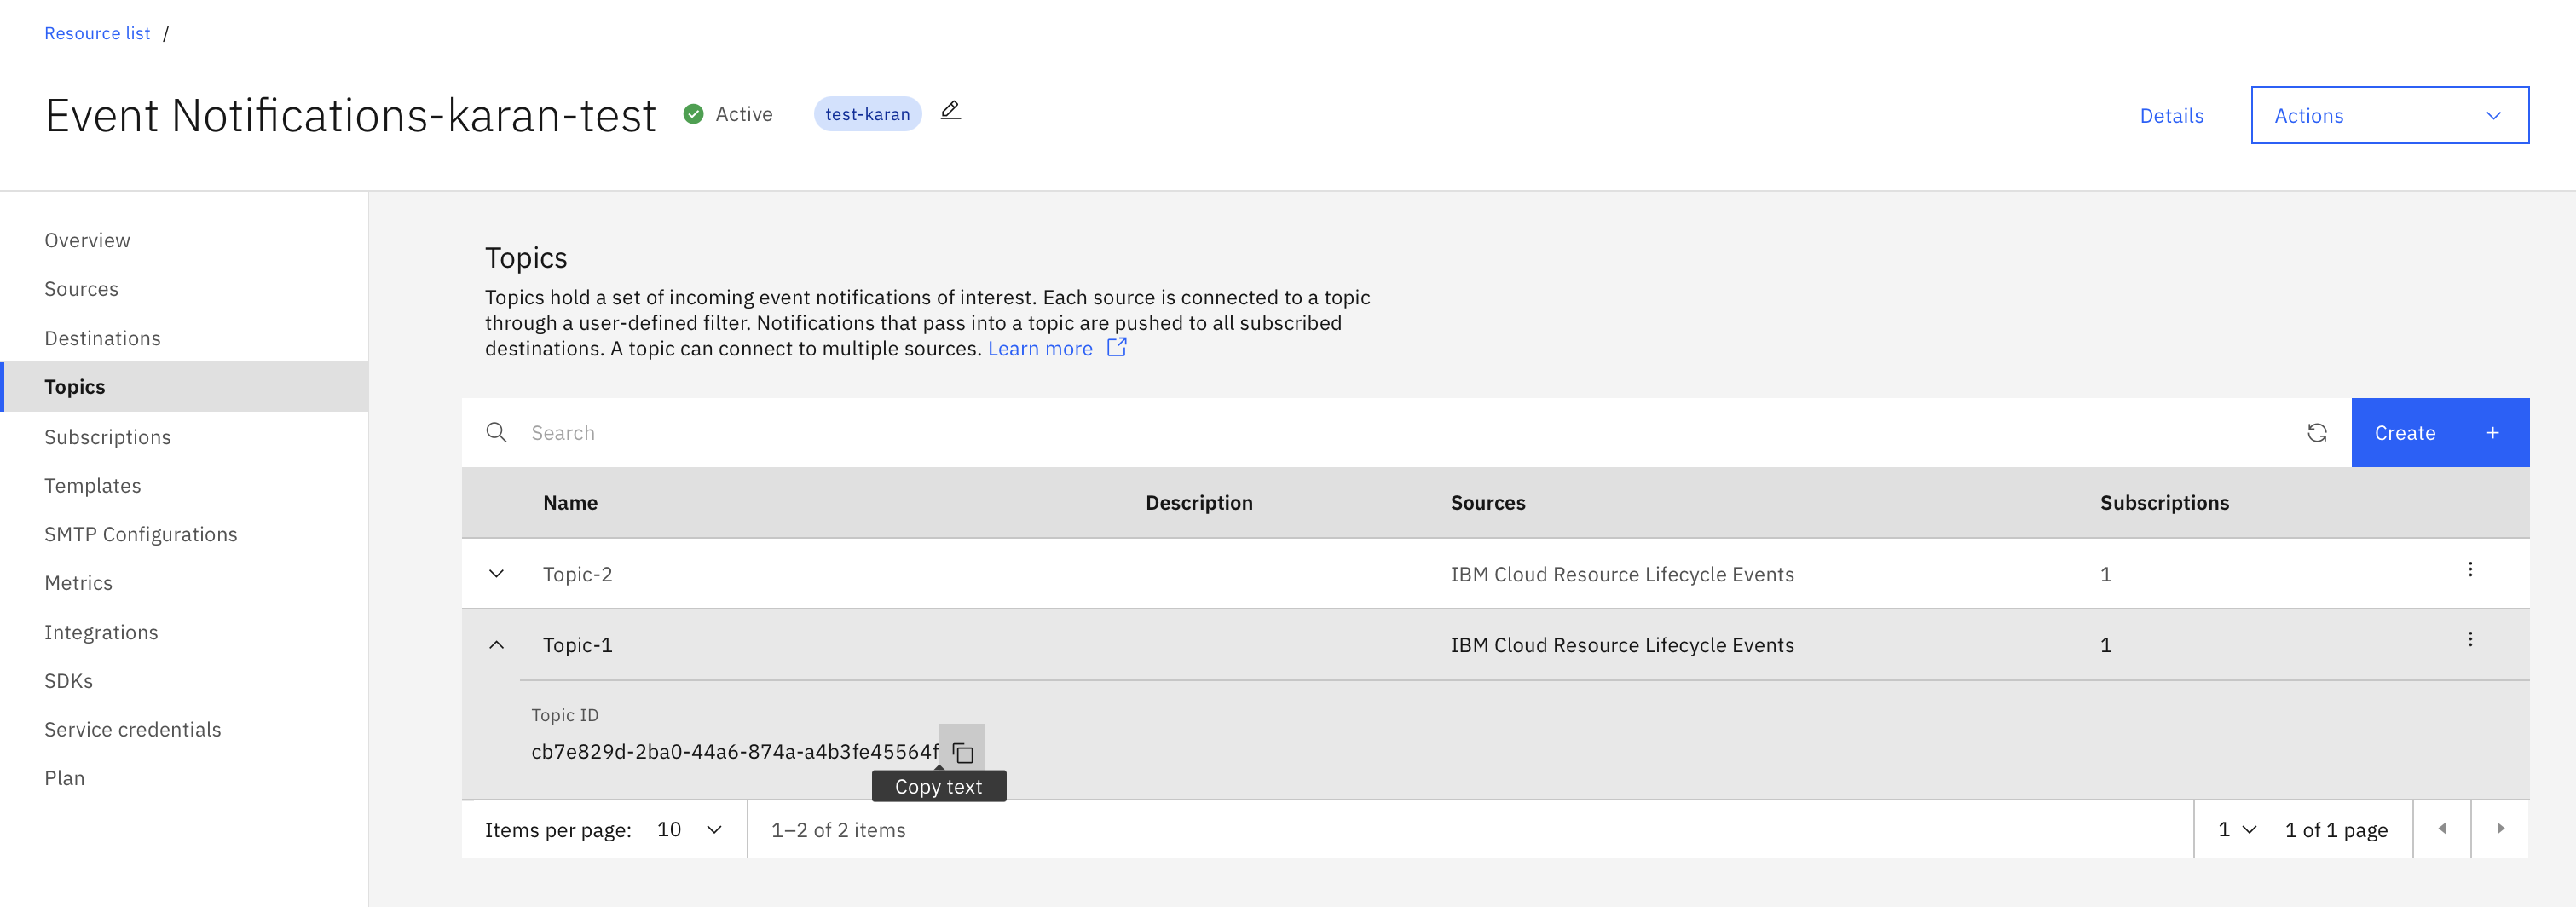 Resource list /
Event Notifications-karan-test Active test-karan Details Actions
Overview
Sources
Destinations
Topics
Subscriptions
Templates
SMTP Configurations
Metrics
Integrations
SDKs
Service credentials
Plan
Topics
Topics hold a set of incoming event notifications of interest. Each source is connected to a topic
through a user-defined filter. Notifications that pass into a topic are pushed to all subscribed
destinations. A topic can connect to multiple sources. Learn more
Search Create +
Name Description Sources Subscriptions
Topic-2 IBM Cloud Resource Lifecycle Events 1
Topic-1 IBM Cloud Resource Lifecycle Events 1
Topic ID
cb7e829d-2ba0-44a6-874a-a4b3fe45564f
Copy text
Items per page: 10 1–2 of 2 items 1 1 of 1 page